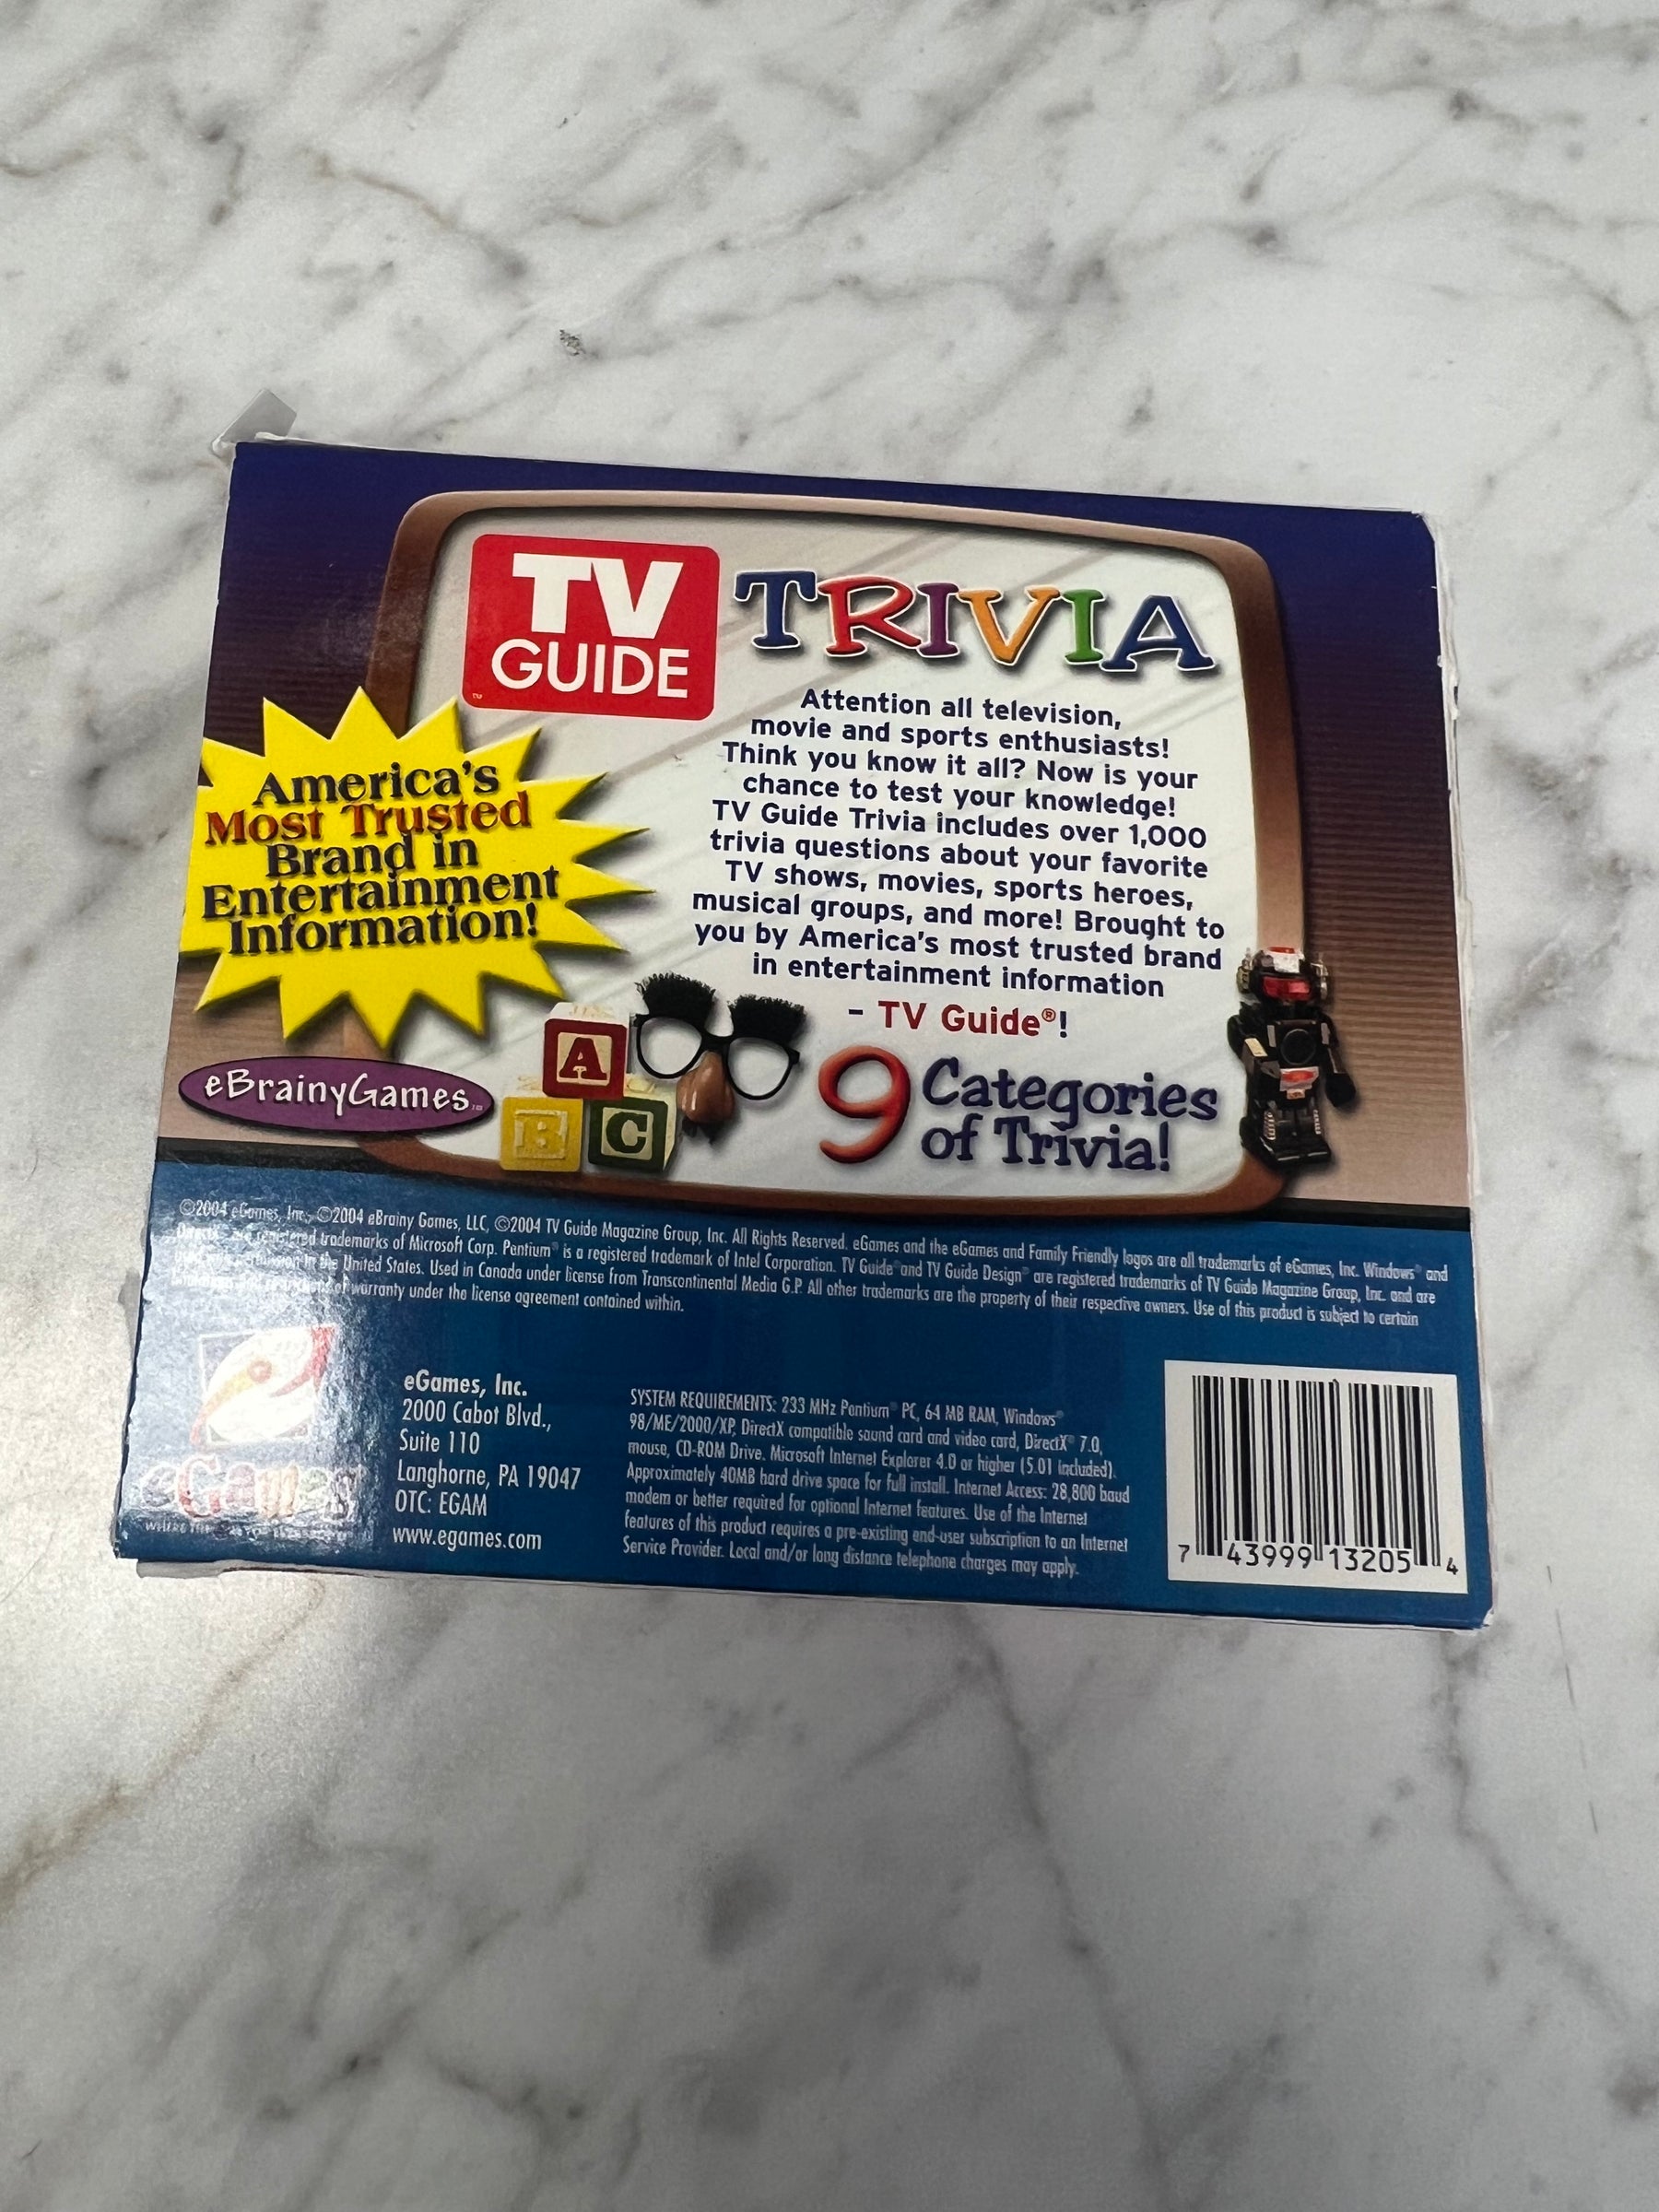 TV
GUIDE
TM
TRIVIA
Attention all television,
movie and sports enthusiasts!
Think you know it all? Now is your
chance to test your knowledge!
TV Guide Trivia includes over 1,000
trivia questions about your favorite
TV shows, movies, sports heroes,
musical groups, and more! Brought to
you by America's most trusted brand
in entertainment information
- TV Guide®!
America's
Most Trusted
Brand in
Entertainment
Information!
eBrainyGames
A
B C
9 Categories
of Trivia!
©2004 eGames, Inc., ©2004 eBrainy Games, LLC, ©2004 TV Guide Magazine Group, Inc. All Rights Reserved. eGames and the eGames and Family Friendly logos are all trademarks of eGames, Inc. Windows® and
DirectX® are registered trademarks of Microsoft Corp. Pentium® is a registered trademark of Intel Corporation. TV Guide® and TV Guide Design® are registered trademarks of TV Guide Magazine Group, Inc. and are
used with permission in the United States. Used in Canada under license from Transcontinental Media G.P. All other trademarks are the property of their respective owners. Use of this product is subject to certain
of warranty under the license agreement contained within.
eGames
eGames, Inc.
2000 Cabot Blvd.,
Suite 110
Langhorne, PA 19047
OTC: EGAM
www.egames.com
SYSTEM REQUIREMENTS: 233 MHz Pentium® PC, 64 MB RAM, Windows®
98/ME/2000/XP, DirectX compatible sound card and video card, DirectX® 7.0,
mouse, CD-ROM Drive. Microsoft Internet Explorer 4.0 or higher (5.01 included).
Approximately 40MB hard drive space for full install. Internet Access: 28,800 baud
modem or better required for optional Internet features. Use of the Internet
features of this product requires a pre-existing end-user subscription to an Internet
Service Provider. Local and/or long distance telephone charges may apply.
7 43999 13205 4